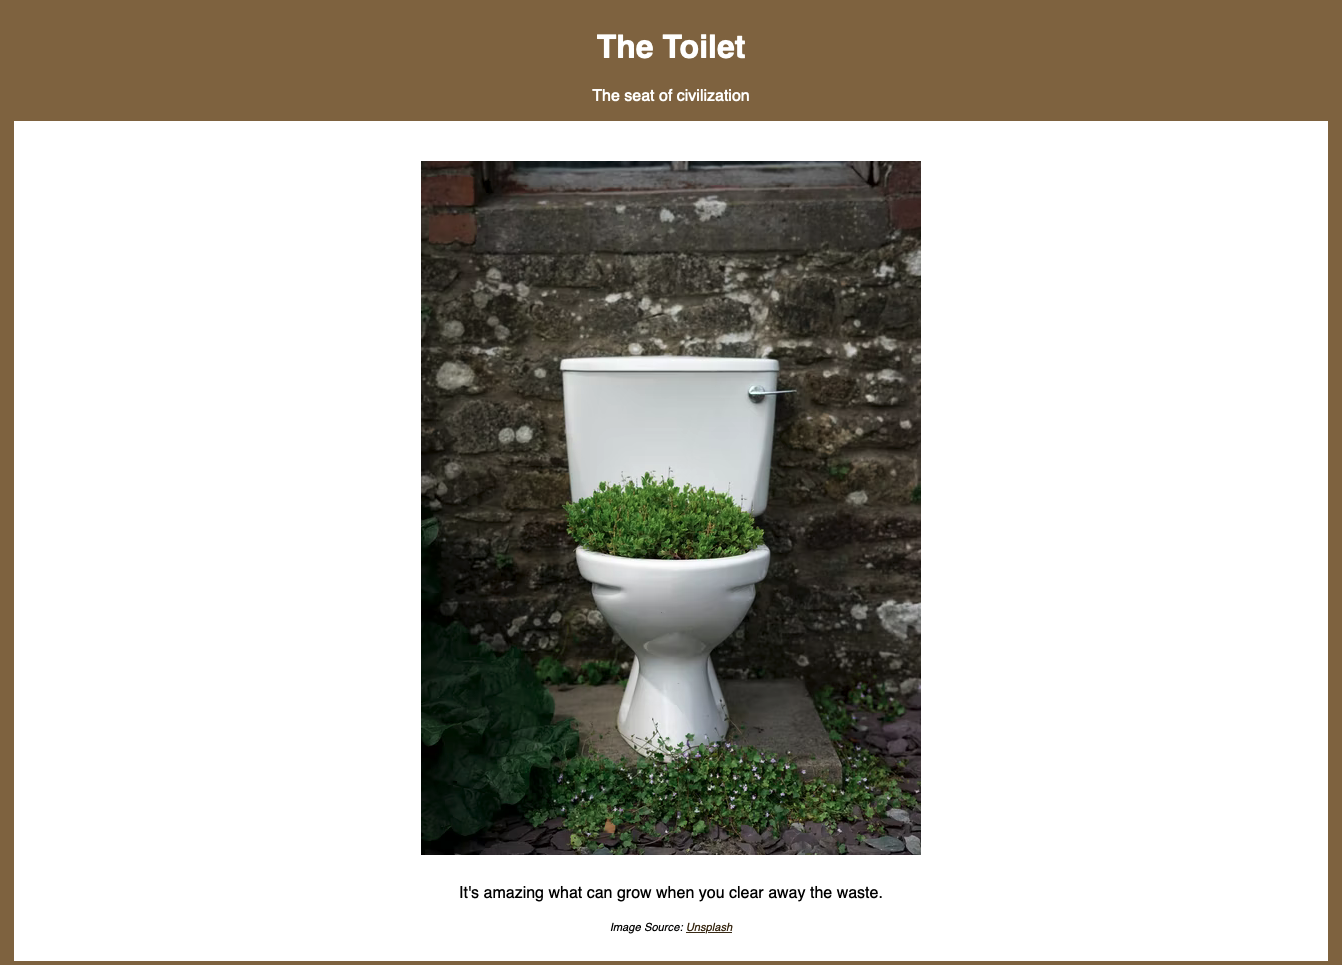 The Toilet
The seat of civilization
It's amazing what can grow when you clear away the waste.
Image Source: Unsplash